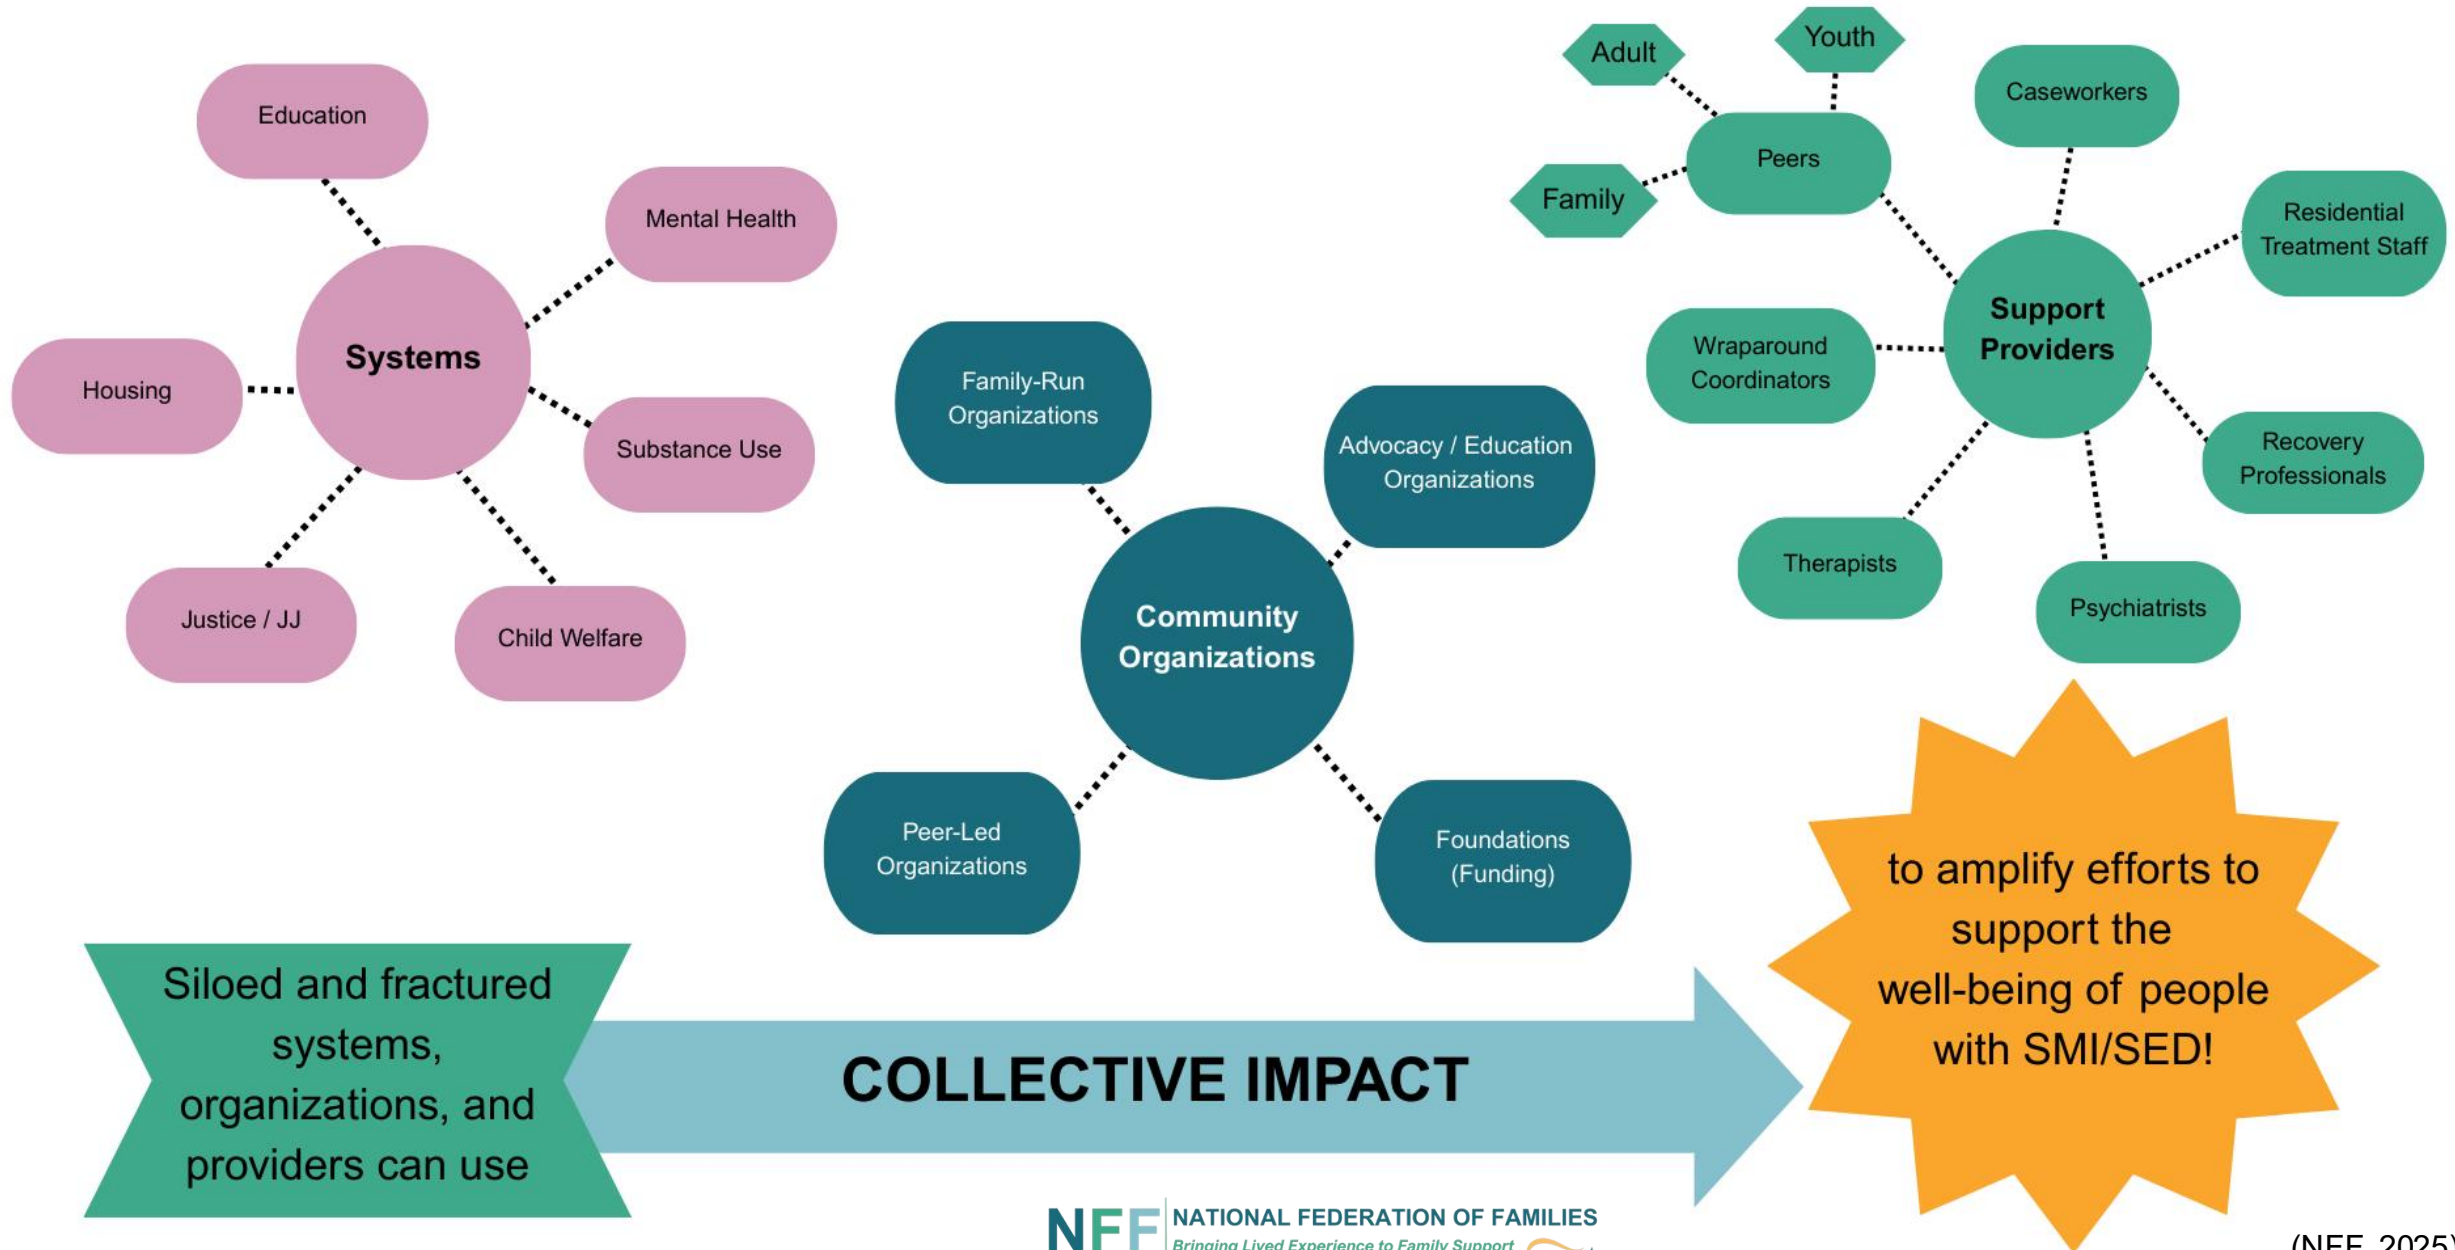 Education
Mental Health
Systems
Housing
Substance Use
Justice / JJ
Child Welfare
Family-Run
Organizations
Advocacy / Education
Organizations
Community
Organizations
Peer-Led
Organizations
Foundations
(Funding)
Adult
Youth
Family
Peers
Caseworkers
Residential
Treatment Staff
Support
Providers
Wraparound
Coordinators
Recovery
Professionals
Therapists
Psychiatrists
Siloed and fractured
systems,
organizations, and
providers can use
COLLECTIVE IMPACT
to amplify efforts to
support the
well-being of people
with SMI/SED!
NFF
NATIONAL FEDERATION OF FAMILIES
Bringing Lived Experience to Family Support
(NFF, 2025)